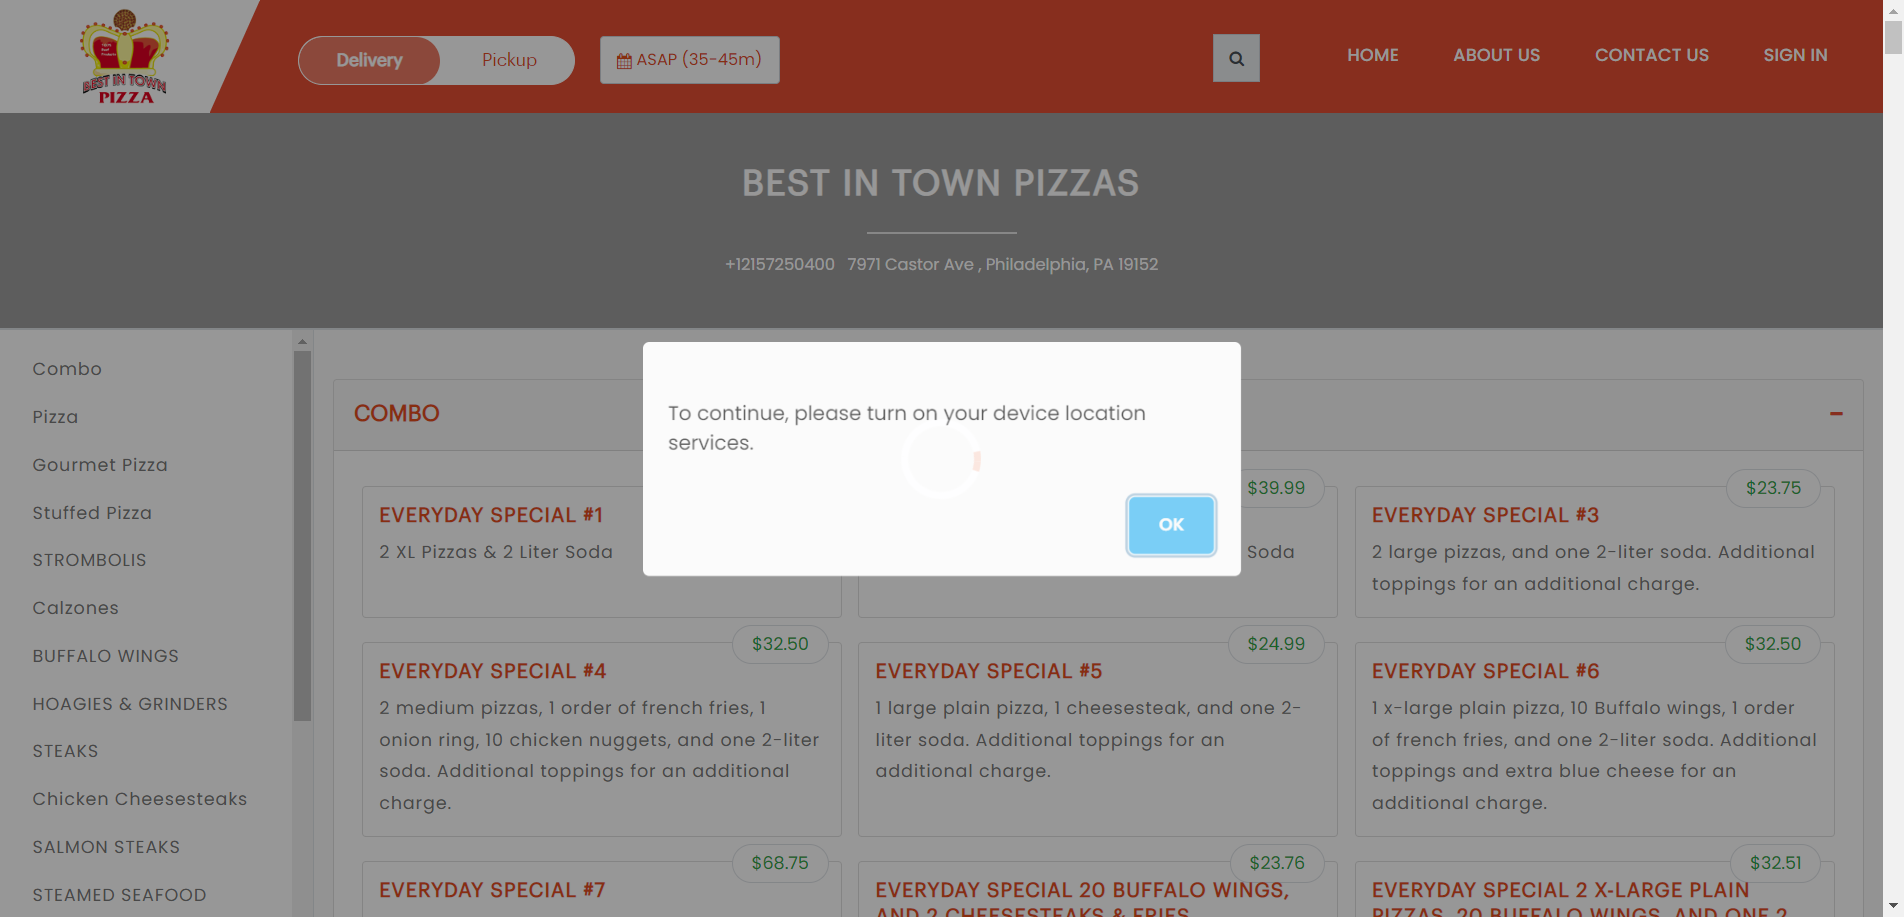 BEST IN TOWN
PIZZA
Delivery
Pickup
ASAP (35-45m)
HOME
ABOUT US
CONTACT US
SIGN IN
BEST IN TOWN PIZZAS
+12157250400 7971 Castor Ave , Philadelphia, PA 19152
Combo
Pizza
Gourmet Pizza
Stuffed Pizza
STROMBOLIS
Calzones
BUFFALO WINGS
HOAGIES & GRINDERS
STEAKS
Chicken Cheesesteaks
SALMON STEAKS
STEAMED SEAFOOD
COMBO
To continue, please turn on your device location
services.
OK
EVERYDAY SPECIAL #1
2 XL Pizzas & 2 Liter Soda
$39.99
Soda
$23.75
EVERYDAY SPECIAL #3
2 large pizzas, and one 2-liter soda. Additional
toppings for an additional charge.
$32.50
EVERYDAY SPECIAL #4
2 medium pizzas, 1 order of french fries, 1
onion ring, 10 chicken nuggets, and one 2-liter
soda. Additional toppings for an additional
charge.
$24.99
EVERYDAY SPECIAL #5
1 large plain pizza, 1 cheesesteak, and one 2-
liter soda. Additional toppings for an
additional charge.
$32.50
EVERYDAY SPECIAL #6
1 x-large plain pizza, 10 Buffalo wings, 1 order
of french fries, and one 2-liter soda. Additional
toppings and extra blue cheese for an
additional charge.
$68.75
EVERYDAY SPECIAL #7
$23.76
EVERYDAY SPECIAL 20 BUFFALO WINGS,
AND 2 CHEESESTEAKS & FRIES
$32.51
EVERYDAY SPECIAL 2 X-LARGE PLAIN
PIZZAS, 20 BUFFALO WINGS, AND ONE 2